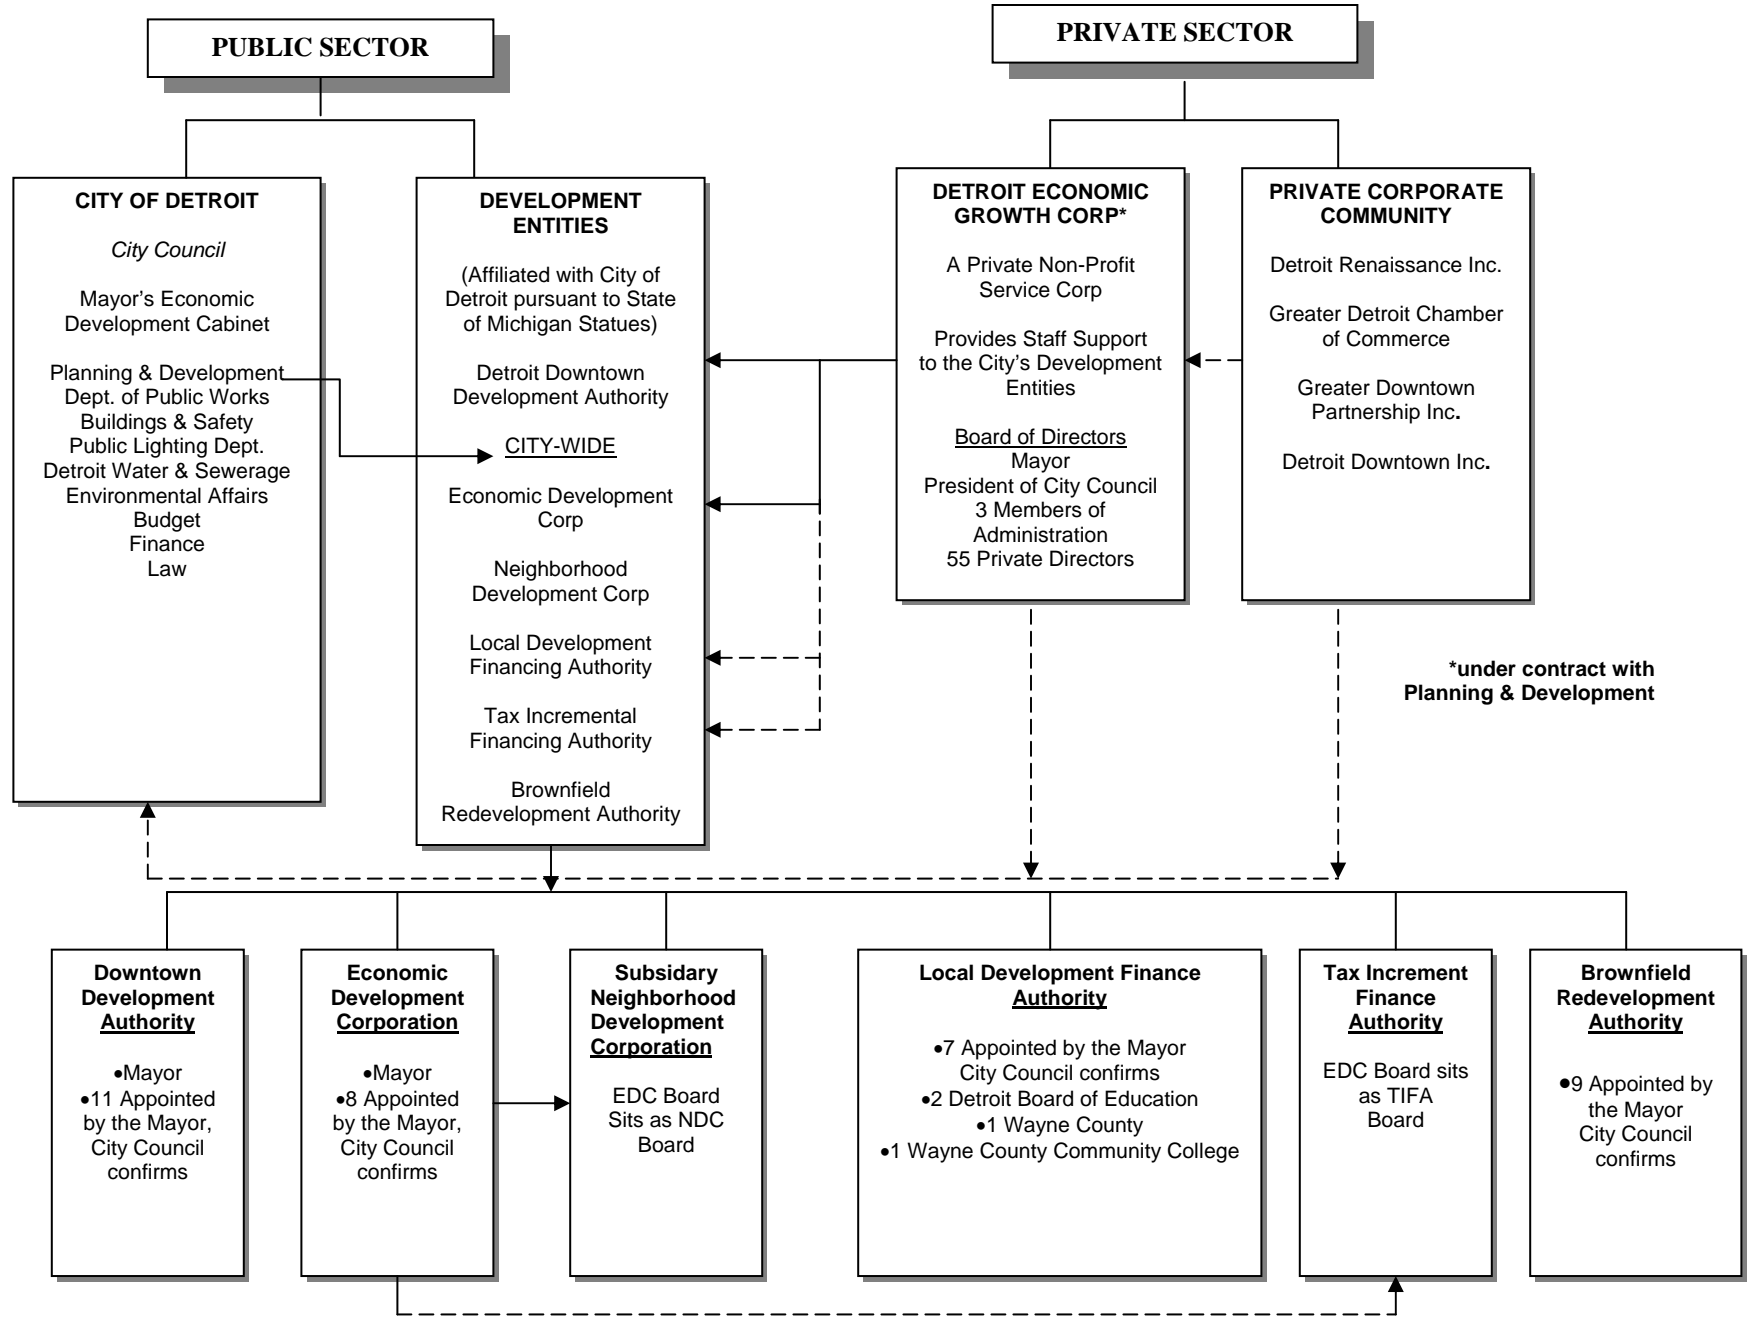 PUBLIC SECTOR
PRIVATE SECTOR
CITY OF DETROIT
City Council
Mayor’s Economic
Development Cabinet
Planning & Development
Dept. of Public Works
Buildings & Safety
Public Lighting Dept.
Detroit Water & Sewerage
Environmental Affairs
Budget
Finance
Law
DEVELOPMENT
ENTITIES
(Affiliated with City of
Detroit pursuant to State
of Michigan Statues)
Detroit Downtown
Development Authority
CITY-WIDE
Economic Development
Corp
Neighborhood
Development Corp
Local Development
Financing Authority
Tax Incremental
Financing Authority
Brownfield
Redevelopment Authority
DETROIT ECONOMIC
GROWTH CORP*
A Private Non-Profit
Service Corp
Provides Staff Support
to the City’s Development
Entities
Board of Directors
Mayor
President of City Council
3 Members of
Administration
55 Private Directors
PRIVATE CORPORATE
COMMUNITY
Detroit Renaissance Inc.
Greater Detroit Chamber
of Commerce
Greater Downtown
Partnership Inc.
Detroit Downtown Inc.
*under contract with
Planning & Development
Downtown
Development
Authority
•Mayor
•11 Appointed
by the Mayor,
City Council
confirms
Economic
Development
Corporation
•Mayor
•8 Appointed
by the Mayor,
City Council
confirms
Subsidary
Neighborhood
Development
Corporation
EDC Board
Sits as NDC
Board
Local Development Finance
Authority
•7 Appointed by the Mayor
City Council confirms
•2 Detroit Board of Education
•1 Wayne County
•1 Wayne County Community College
Tax Increment
Finance
Authority
EDC Board sits
as TIFA
Board
Brownfield
Redevelopment
Authority
•9 Appointed by
the Mayor
City Council
confirms